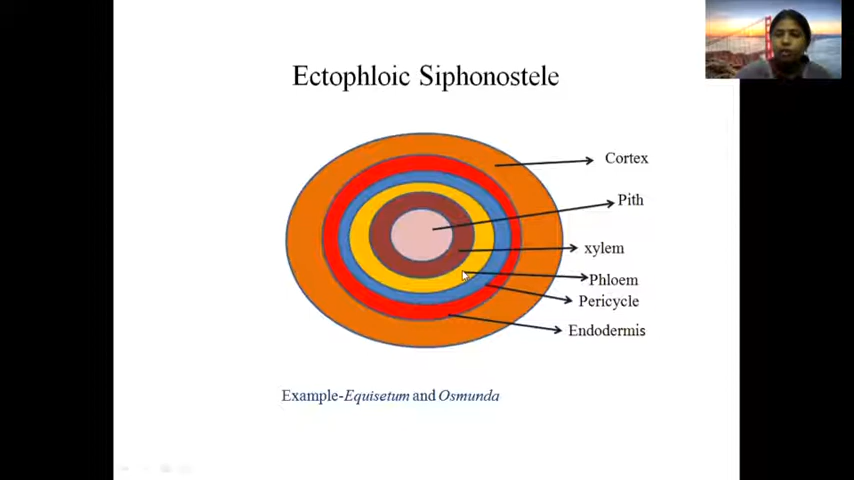 Ectophloic Siphonostele
Cortex
Pith
xylem
Phloem
Pericycle
Endodermis
Example-Equisetum and Osmunda